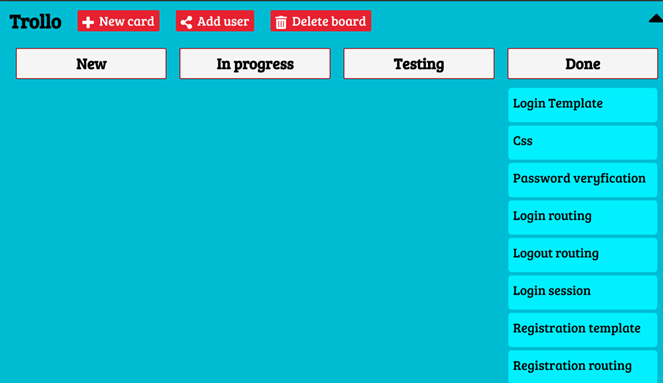 Trollo New card Add user Delete board
New In progress Testing Done
Login Template
Css
Password veryfication
Login routing
Logout routing
Login session
Registration template
Registration routing